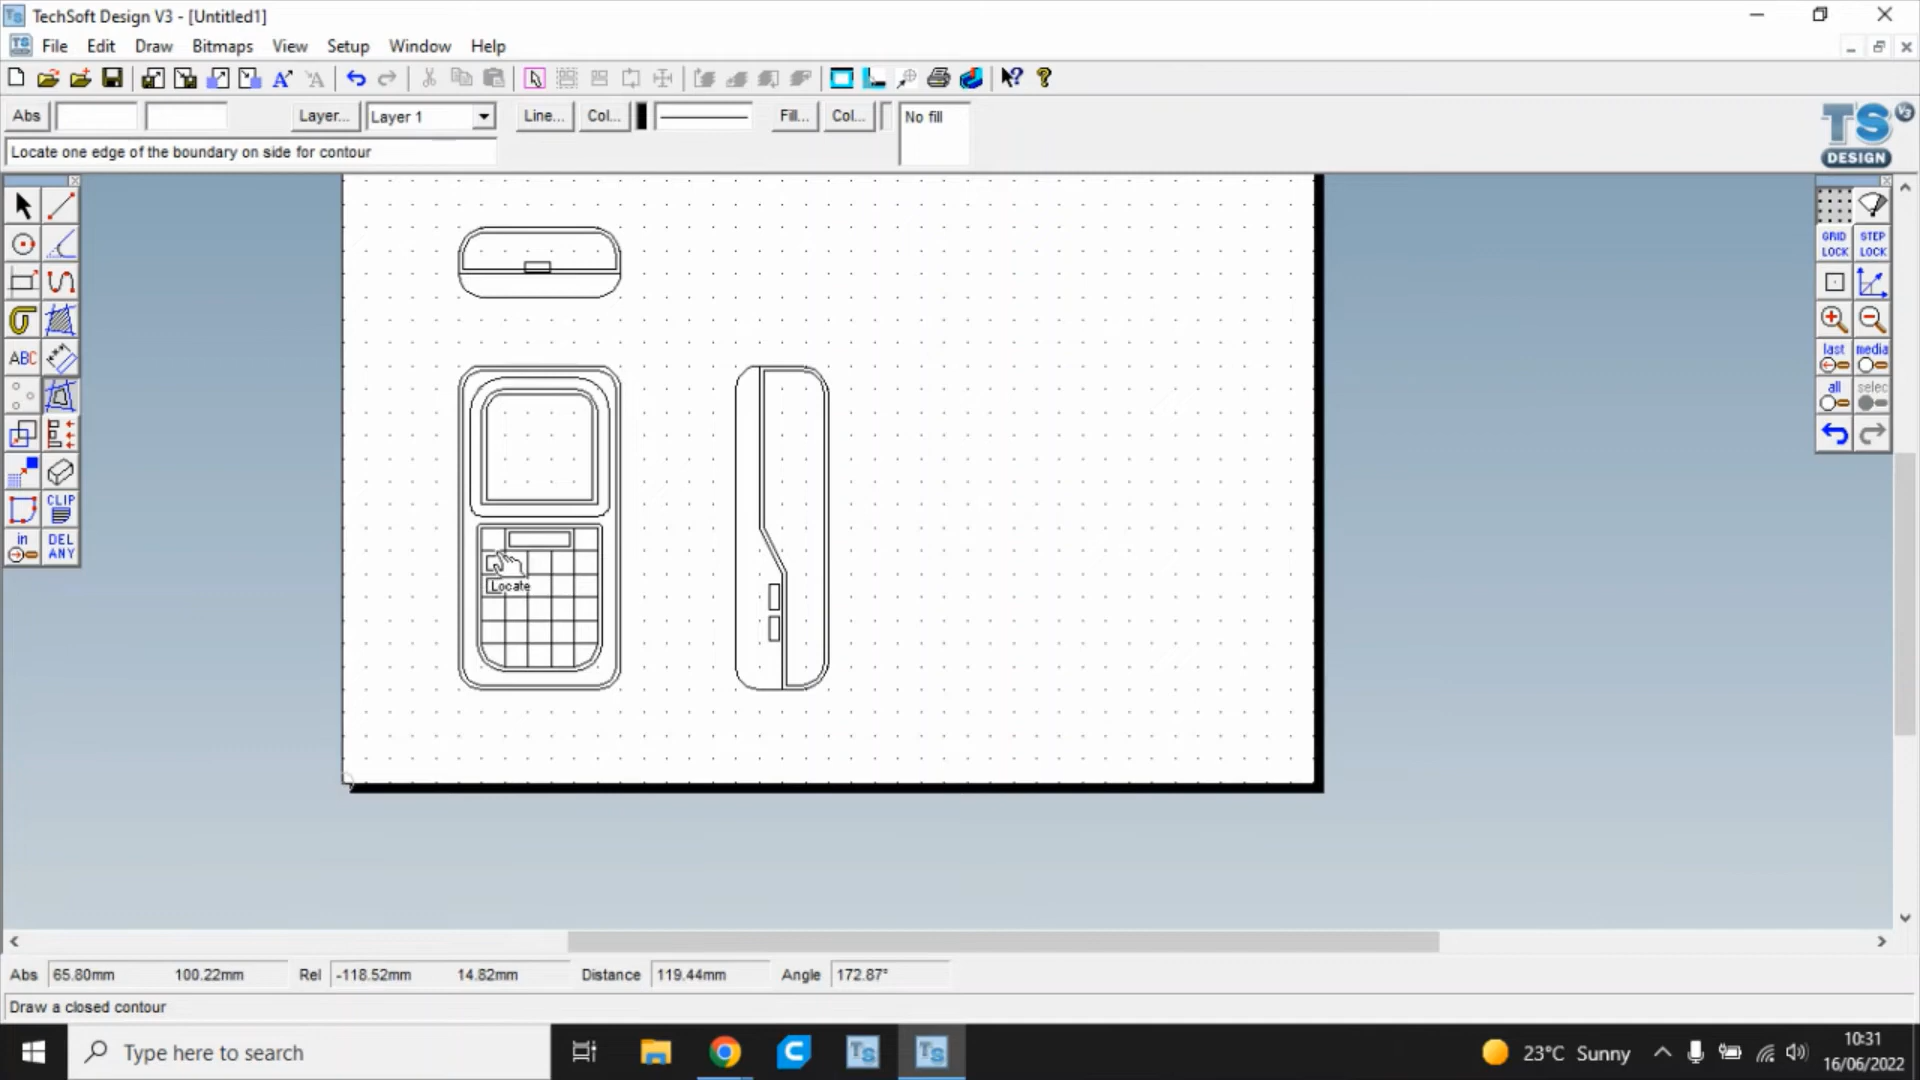 TechSoft Design V3 - [Untitled1]
File Edit Draw Bitmaps View Setup Window Help
Abs Layer... Layer 1 Line... Col... Fill... Col... No fill
Locate one edge of the boundary on side for contour
TS V3
DESIGN
GRID LOCK STEP LOCK
ABC
last media
all selec
CLIP
in DEL ANY
Locate
Abs 65.80mm 100.22mm Rel -118.52mm 14.82mm Distance 119.44mm Angle 172.87°
Draw a closed contour
Type here to search
23°C Sunny
10:31
16/06/2022